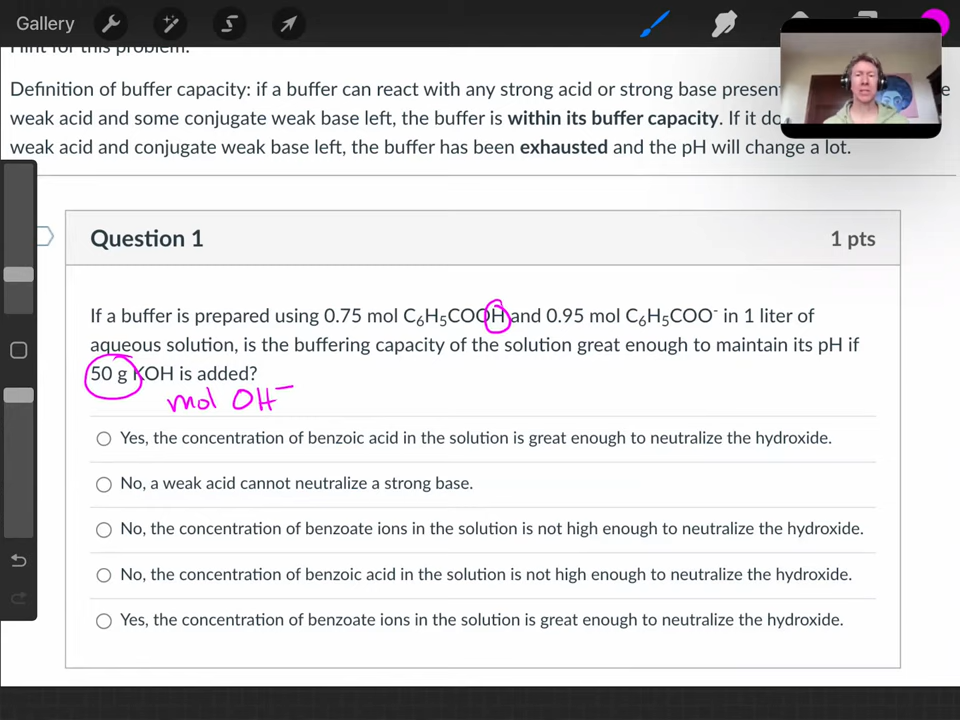 Gallery
Hint for this problem.
Definition of buffer capacity: if a buffer can react with any strong acid or strong base present
weak acid and some conjugate weak base left, the buffer is within its buffer capacity. If it do
weak acid and conjugate weak base left, the buffer has been exhausted and the pH will change a lot.
Question 1
1 pts
If a buffer is prepared using 0.75 mol C₆H₅COOH and 0.95 mol C₆H₅COO⁻ in 1 liter of
aqueous solution, is the buffering capacity of the solution great enough to maintain its pH if
50 g KOH is added?
mol OH⁻
Yes, the concentration of benzoic acid in the solution is great enough to neutralize the hydroxide.
No, a weak acid cannot neutralize a strong base.
No, the concentration of benzoate ions in the solution is not high enough to neutralize the hydroxide.
No, the concentration of benzoic acid in the solution is not high enough to neutralize the hydroxide.
Yes, the concentration of benzoate ions in the solution is great enough to neutralize the hydroxide.